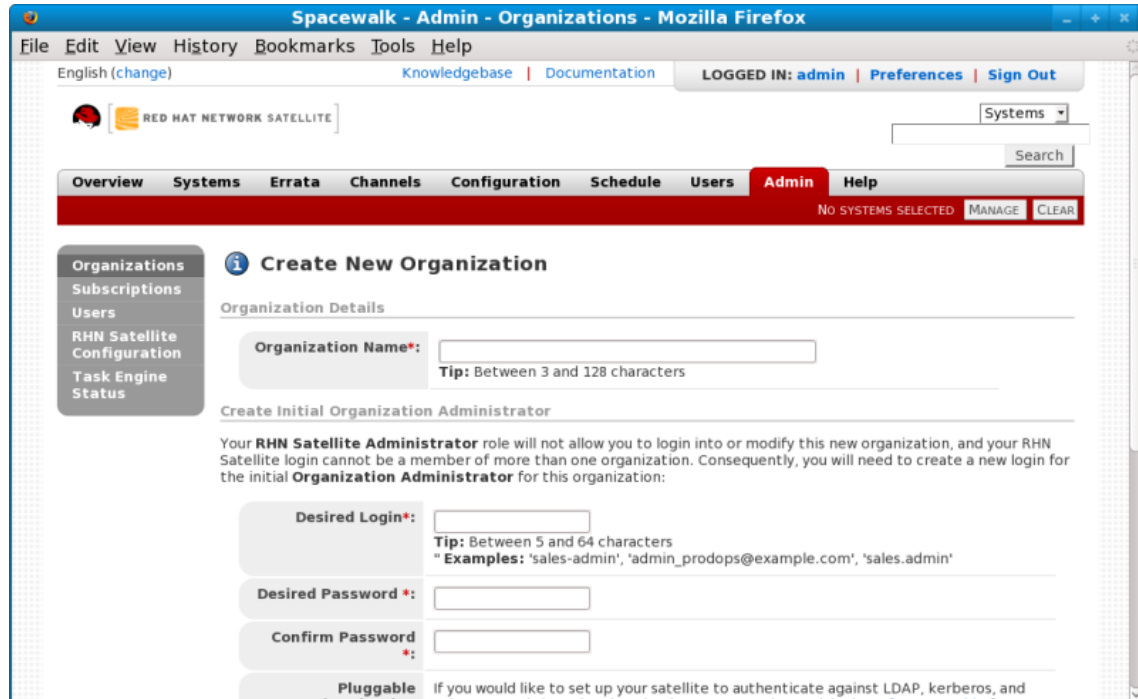 Spacewalk - Admin - Organizations - Mozilla Firefox
File Edit View History Bookmarks Tools Help
English (change) Knowledgebase | Documentation LOGGED IN: admin | Preferences | Sign Out
RED HAT NETWORK SATELLITE
Systems
Search
Overview Systems Errata Channels Configuration Schedule Users Admin Help
NO SYSTEMS SELECTED MANAGE CLEAR
Organizations
Subscriptions
Users
RHN Satellite
Configuration
Task Engine
Status
Create New Organization
Organization Details
Organization Name*:
Tip: Between 3 and 128 characters
Create Initial Organization Administrator
Your RHN Satellite Administrator role will not allow you to login into or modify this new organization, and your RHN
Satellite login cannot be a member of more than one organization. Consequently, you will need to create a new login for
the initial Organization Administrator for this organization:
Desired Login*:
Tip: Between 5 and 64 characters
" Examples: 'sales-admin', 'admin_prodops@example.com', 'sales.admin'
Desired Password *:
Confirm Password
*:
Pluggable
If you would like to set up your satellite to authenticate against LDAP, kerberos, and